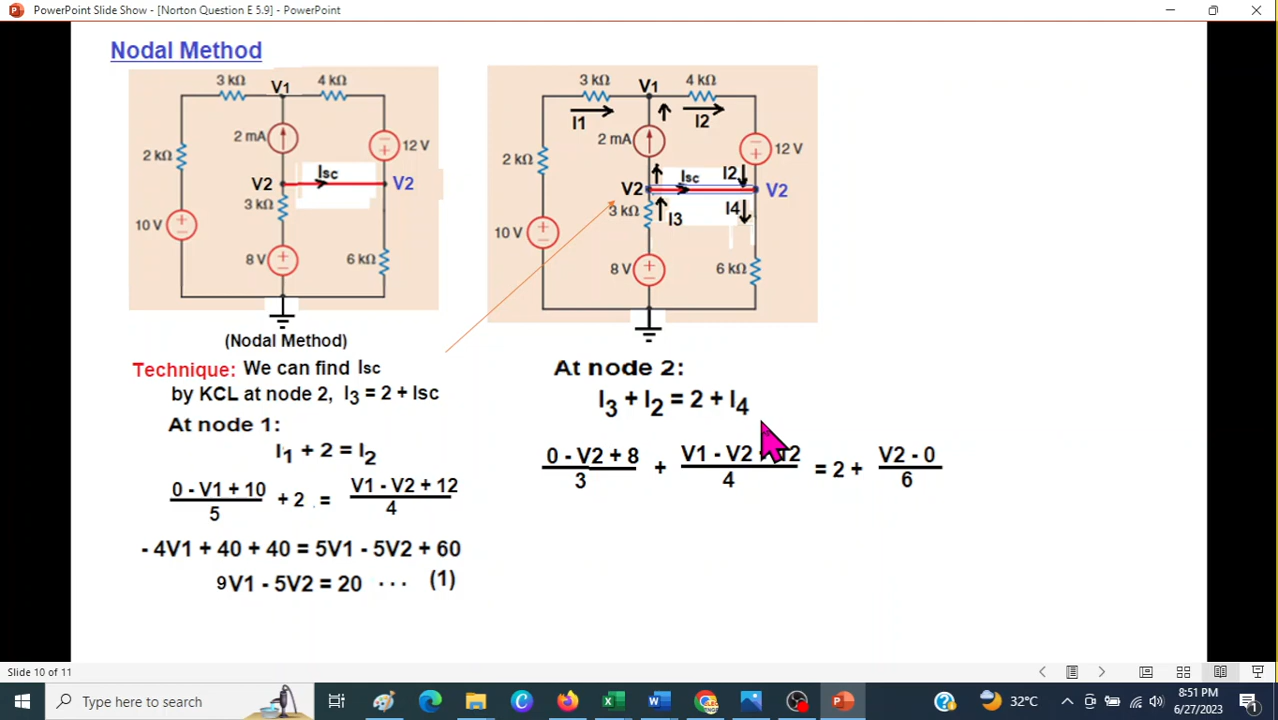 PowerPoint Slide Show - [Norton Question E 5.9] - PowerPoint
Nodal Method
3 kΩ V1 4 kΩ
2 mA
12 V
2 kΩ
Isc
V2 V2
3 kΩ
10 V
8 V 6 kΩ
(Nodal Method)
3 kΩ V1 4 kΩ
I1 I2
2 mA
12 V
2 kΩ
Isc I2
V2 V2
3 kΩ I3 I4
10 V
8 V 6 kΩ
Technique: We can find Isc
by KCL at node 2, I3 = 2 + Isc
At node 1:
I1 + 2 = I2
0 - V1 + 10 V1 - V2 + 12
+ 2 =
5 4
- 4V1 + 40 + 40 = 5V1 - 5V2 + 60
9V1 - 5V2 = 20 ... (1)
At node 2:
I3 + I2 = 2 + I4
0 - V2 + 8 V1 - V2 + 12 V2 - 0
+ = 2 +
3 4 6
Slide 10 of 11
Type here to search
32°C
8:51 PM
6/27/2023